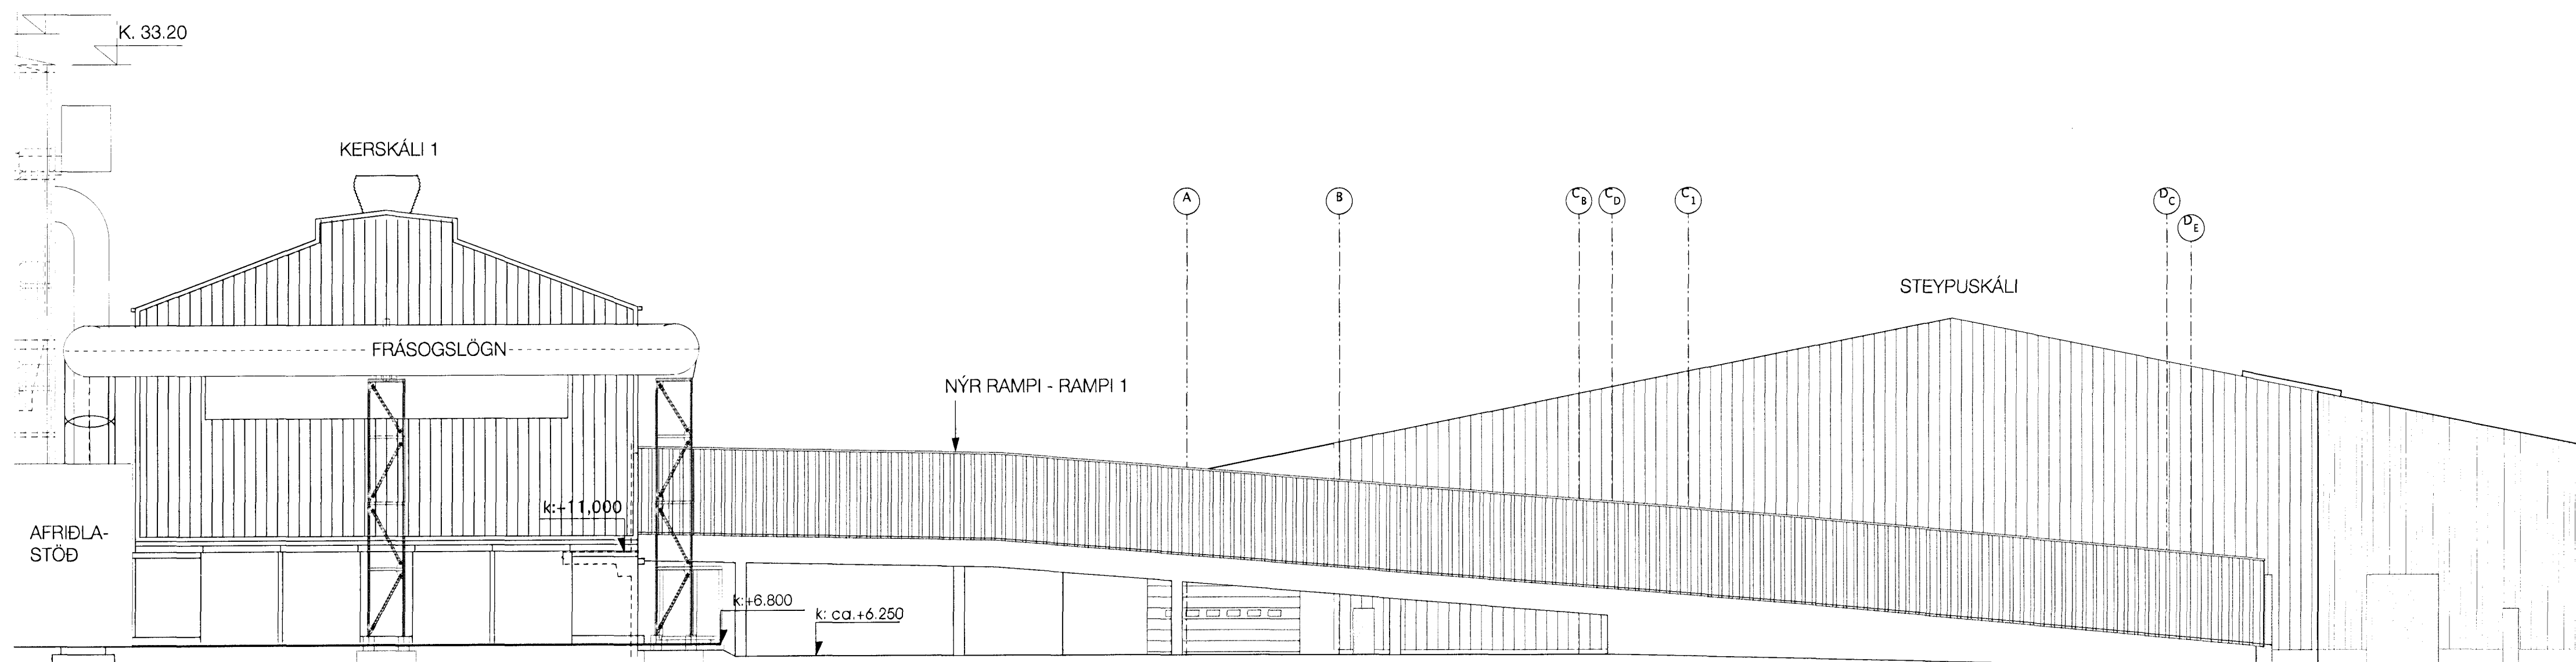 K. 33.20
KERSKÁLI 1
A
B
C B
C D
C 1
D C
D E
STEYPUSKÁLI
FRÁSOGSLÖGN
NÝR RAMPI - RAMPI 1
k:+11,000
AFRIÐLA-
STÖÐ
k:+6.800
k: ca.+6.250